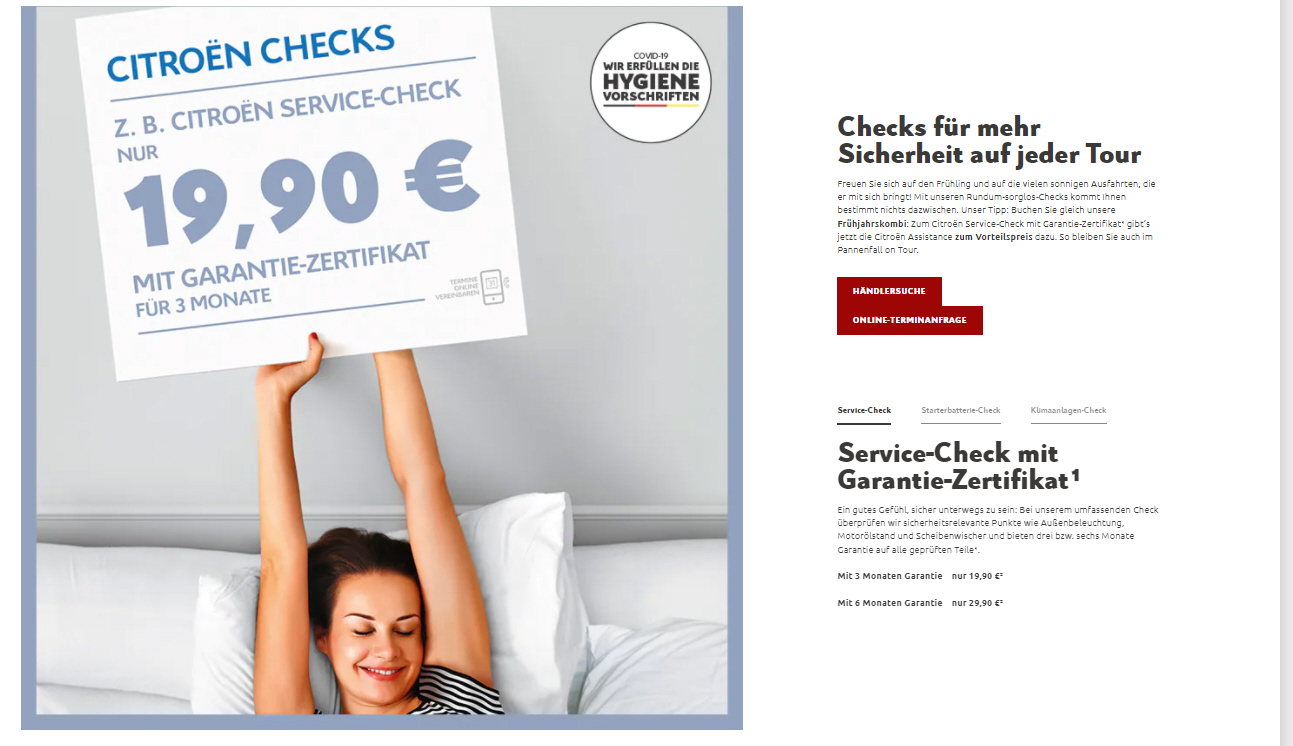 CITROËN CHECKS
Z. B. CITROËN SERVICE-CHECK
NUR
19,90 €
MIT GARANTIE-ZERTIFIKAT
FÜR 3 MONATE
TERMINE
ONLINE
VEREINBAREN
COVID-19
WIR ERFÜLLEN DIE
HYGIENE
VORSCHRIFTEN
Checks für mehr
Sicherheit auf jeder Tour
Freuen Sie sich auf den Frühling und auf die vielen sonnigen Ausfahrten, die
er mit sich bringt! Mit unseren Rundum-sorglos-Checks kommt Ihnen
bestimmt nichts dazwischen. Unser Tipp: Buchen Sie gleich unsere
Frühjahrskombi: Zum Citroën Service-Check mit Garantie-Zertifikat¹ gibt's
jetzt die Citroën Assistance zum Vorteilspreis dazu. So bleiben Sie auch im
Pannenfall on Tour.
HÄNDLERSUCHE
ONLINE-TERMINANFRAGE
Service-Check Starterbatterie-Check Klimaanlagen-Check
Service-Check mit
Garantie-Zertifikat¹
Ein gutes Gefühl, sicher unterwegs zu sein: Bei unserem umfassenden Check
überprüfen wir sicherheitsrelevante Punkte wie Außenbeleuchtung,
Motorölstand und Scheibenwischer und bieten drei bzw. sechs Monate
Garantie auf alle geprüften Teile¹.
Mit 3 Monaten Garantie nur 19,90 €²
Mit 6 Monaten Garantie nur 29,90 €²